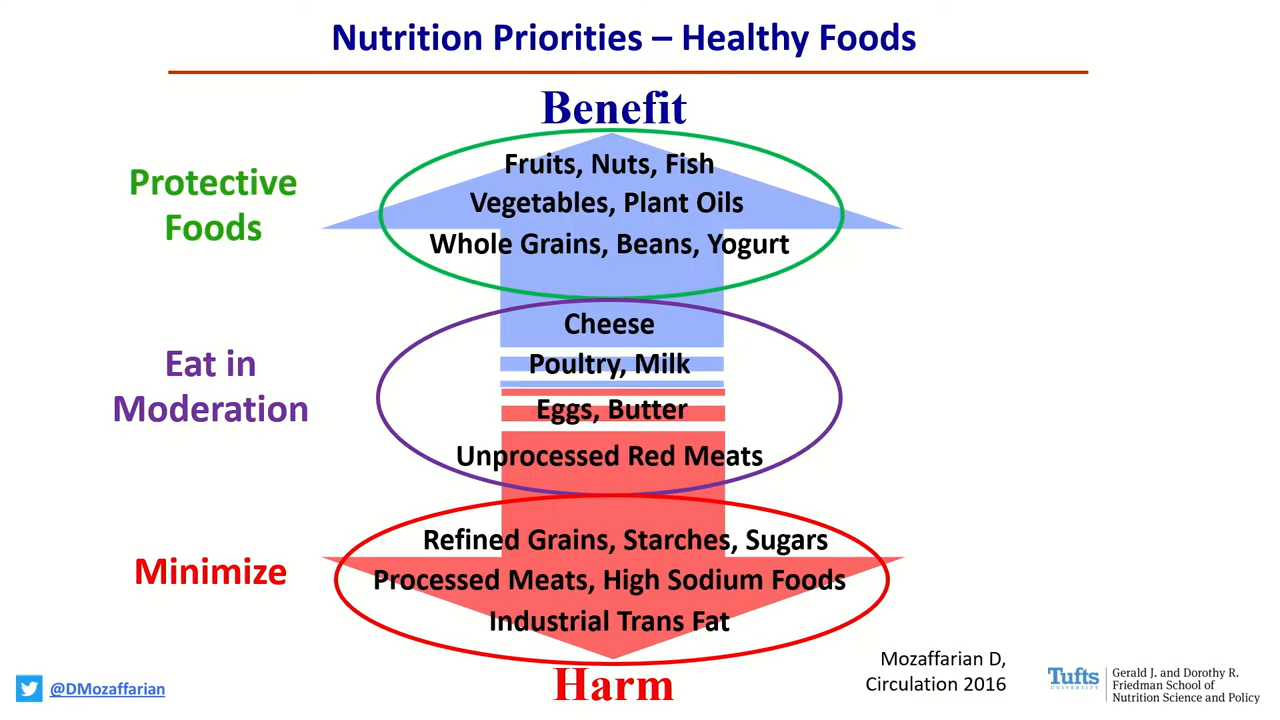 Nutrition Priorities – Healthy Foods
Benefit
Protective
Foods
Fruits, Nuts, Fish
Vegetables, Plant Oils
Whole Grains, Beans, Yogurt
Eat in
Moderation
Cheese
Poultry, Milk
Eggs, Butter
Unprocessed Red Meats
Minimize
Refined Grains, Starches, Sugars
Processed Meats, High Sodium Foods
Industrial Trans Fat
Harm
@DMozaffarian
Mozaffarian D,
Circulation 2016
Tufts
UNIVERSITY
Gerald J. and Dorothy R.
Friedman School of
Nutrition Science and Policy